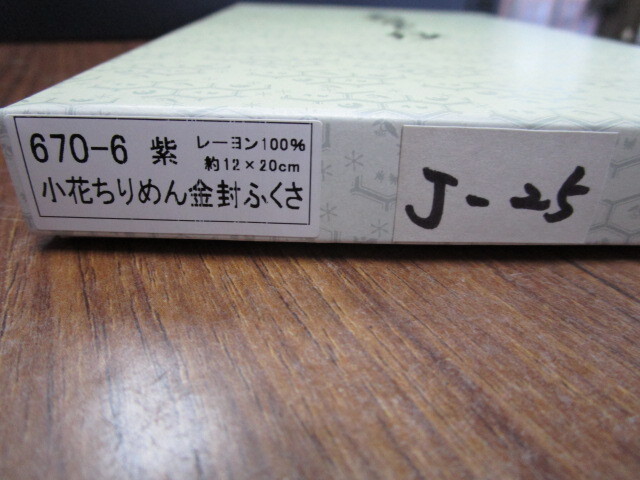 670-6 紫 レーヨン100%
約12×20cm
小花ちりめん金封ふくさ
J-25